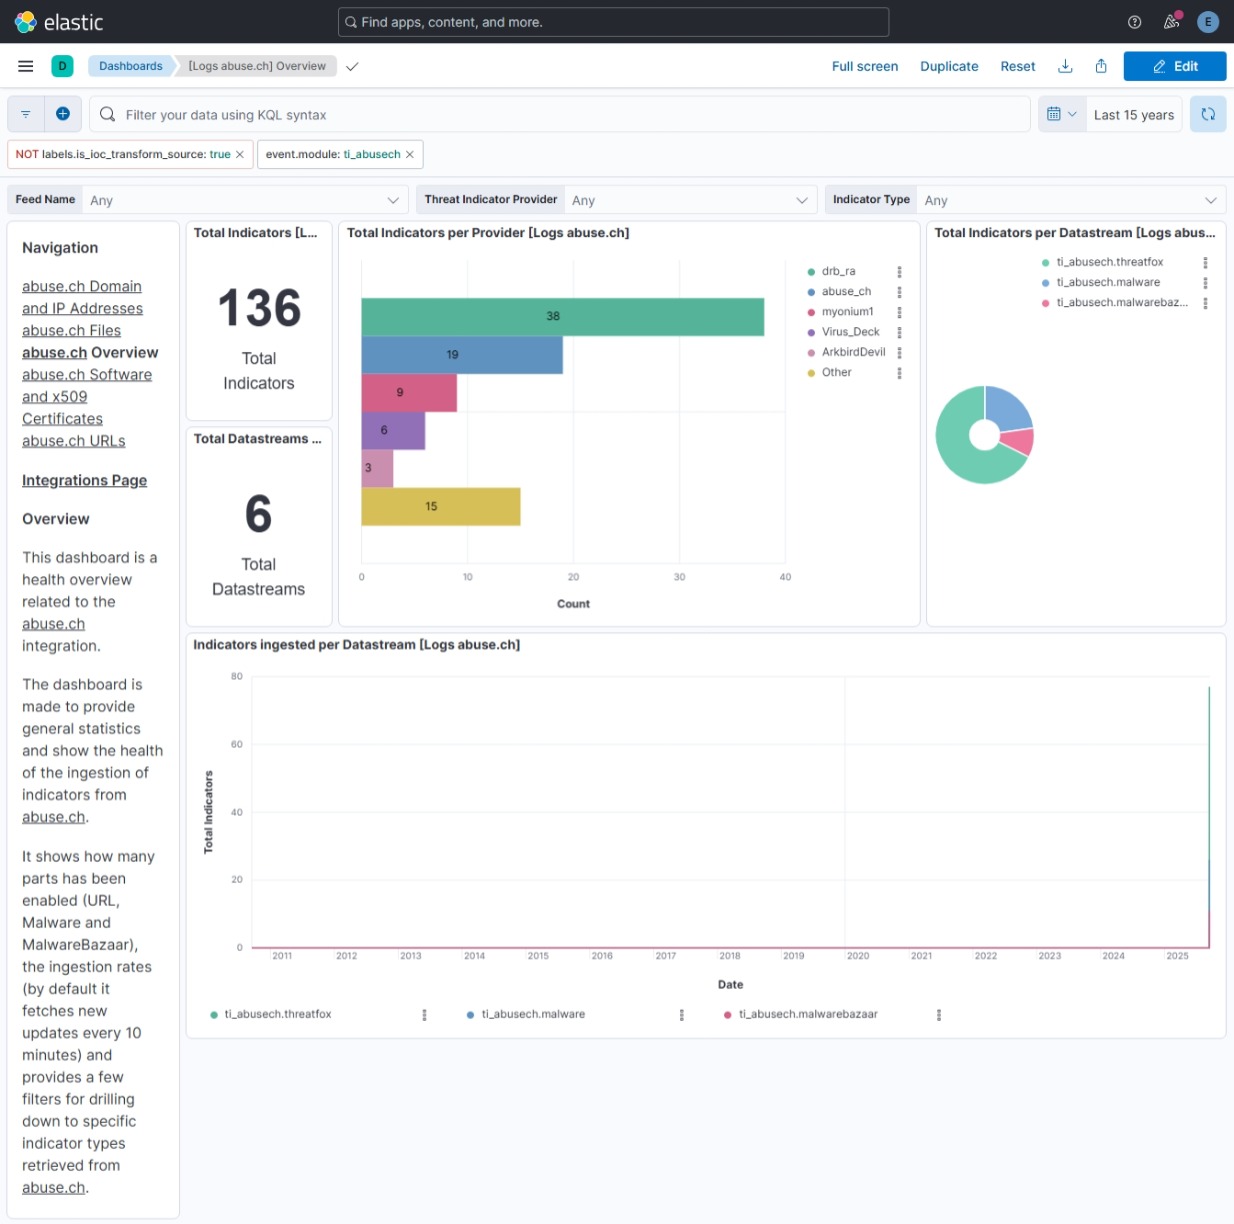 elastic
Find apps, content, and more.
E
D
Dashboards
[Logs abuse.ch] Overview
Full screen
Duplicate
Reset
Edit
Filter your data using KQL syntax
Last 15 years
NOT labels.is_ioc_transform_source: true
event.module: ti_abusech
Feed Name
Any
Threat Indicator Provider
Any
Indicator Type
Any
Navigation
abuse.ch Domain
and IP Addresses
abuse.ch Files
abuse.ch Overview
abuse.ch Software
and x509
Certificates
abuse.ch URLs
Integrations Page
Overview
This dashboard is a
health overview
related to the
abuse.ch
integration.
The dashboard is
made to provide
general statistics
and show the health
of the ingestion of
indicators from
abuse.ch.
It shows how many
parts has been
enabled (URL,
Malware and
MalwareBazaar),
the ingestion rates
(by default it
fetches new
updates every 10
minutes) and
provides a few
filters for drilling
down to specific
indicator types
retrieved from
abuse.ch.
Total Indicators [L...
136
Total
Indicators
Total Datastreams ...
6
Total
Datastreams
Total Indicators per Provider [Logs abuse.ch]
38
19
9
6
3
15
0
10
20
30
40
Count
drb_ra
abuse_ch
myonium1
Virus_Deck
ArkbirdDevil
Other
Total Indicators per Datastream [Logs abus...
ti_abusech.threatfox
ti_abusech.malware
ti_abusech.malwarebaz...
Indicators ingested per Datastream [Logs abuse.ch]
Total Indicators
80
60
40
20
0
2011
2012
2013
2014
2015
2016
2017
2018
2019
2020
2021
2022
2023
2024
2025
Date
ti_abusech.threatfox
ti_abusech.malware
ti_abusech.malwarebazaar